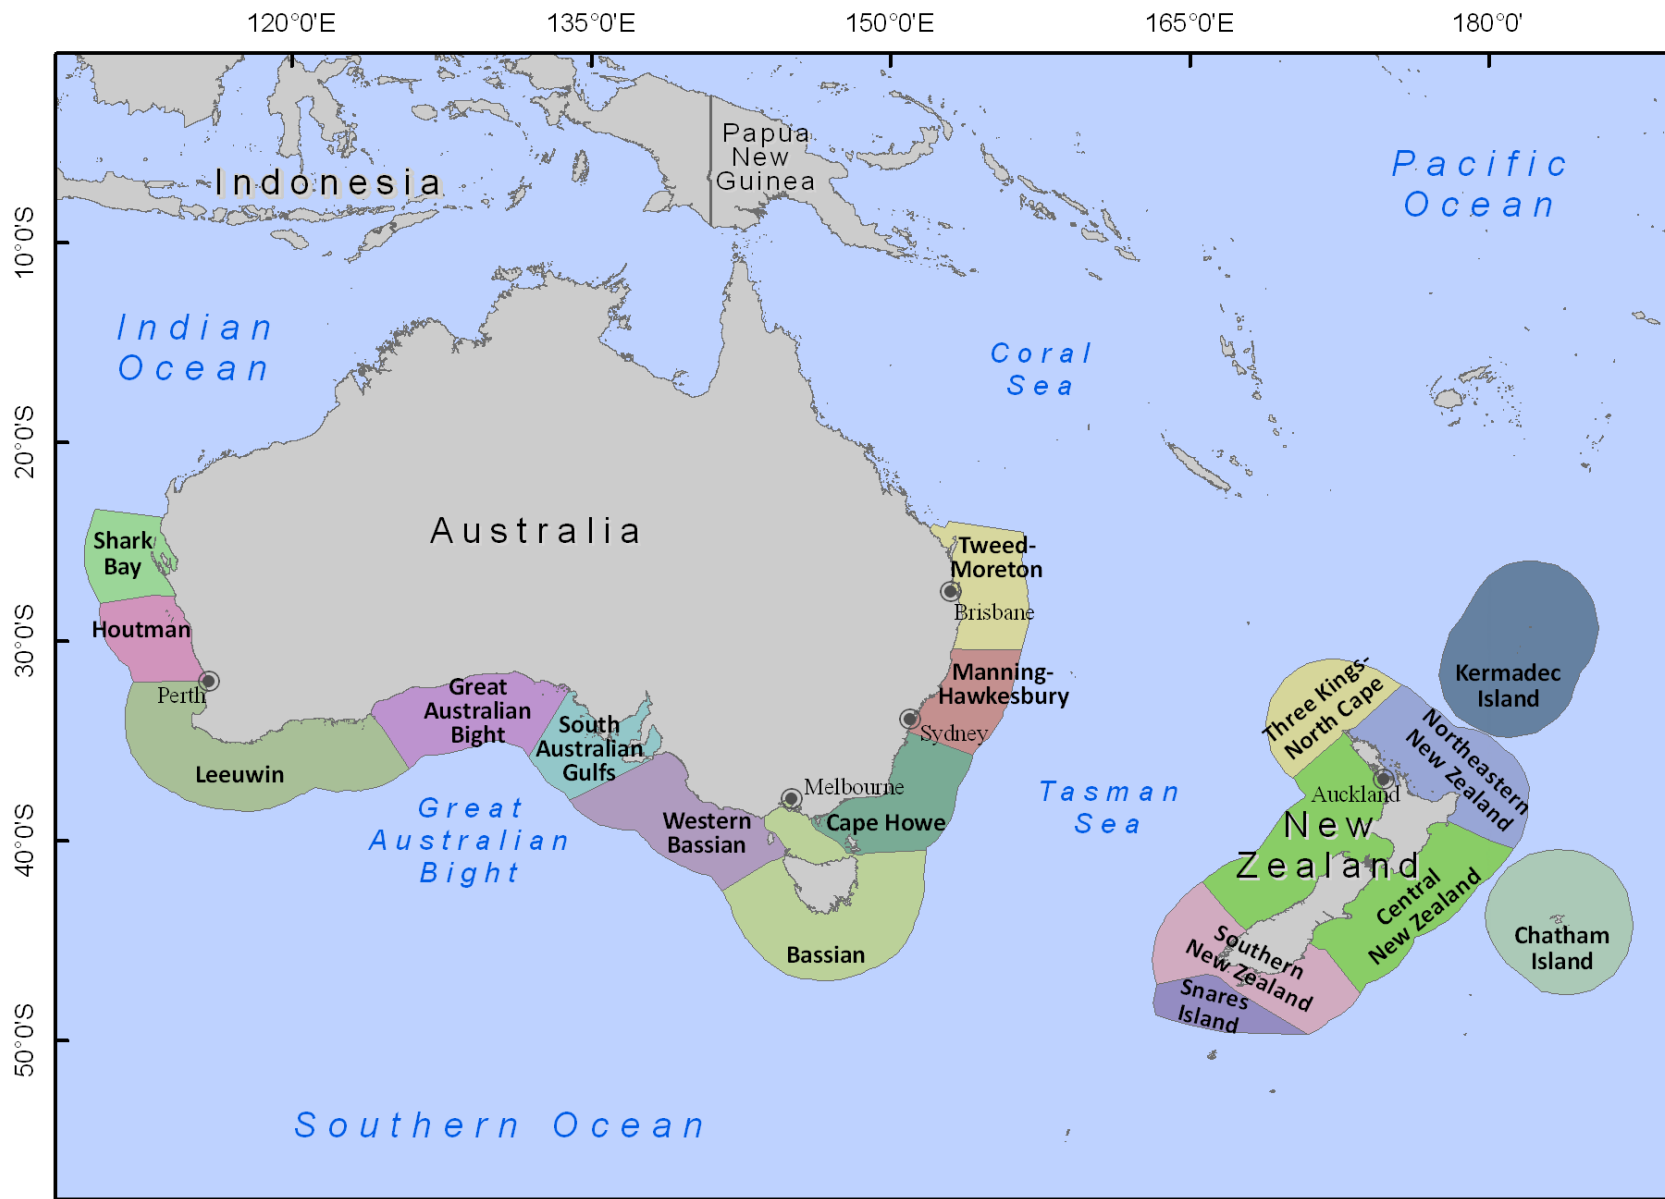 120°0'E
135°0'E
150°0'E
165°0'E
180°0'
10°0'S
20°0'S
30°0'S
40°0'S
50°0'S
Papua
New
Guinea
Indonesia
Pacific
Ocean
Indian
Ocean
Coral
Sea
Australia
Shark
Bay
Houtman
Perth
Leeuwin
Great
Australian
Bight
South
Australian
Gulfs
Great
Australian
Bight
Western
Bassian
Melbourne
Cape Howe
Bassian
Tweed-
Moreton
Brisbane
Manning-
Hawkesbury
Sydney
Tasman
Sea
Three Kings-
North Cape
Northeastern
New Zealand
Kermadec
Island
Auckland
New
Zealand
Central
New Zealand
Southern
New Zealand
Snares
Island
Chatham
Island
Southern Ocean